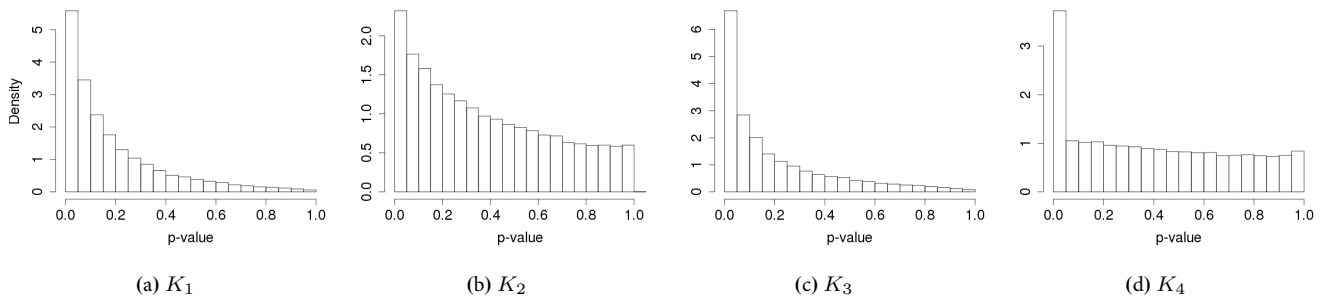 Density
0 1 2 3 4 5
0.0 0.2 0.4 0.6 0.8 1.0
p-value
(a) K₁
0.0 0.5 1.0 1.5 2.0
0.0 0.2 0.4 0.6 0.8 1.0
p-value
(b) K₂
0 1 2 3 4 5 6
0.0 0.2 0.4 0.6 0.8 1.0
p-value
(c) K₃
0 1 2 3
0.0 0.2 0.4 0.6 0.8 1.0
p-value
(d) K₄